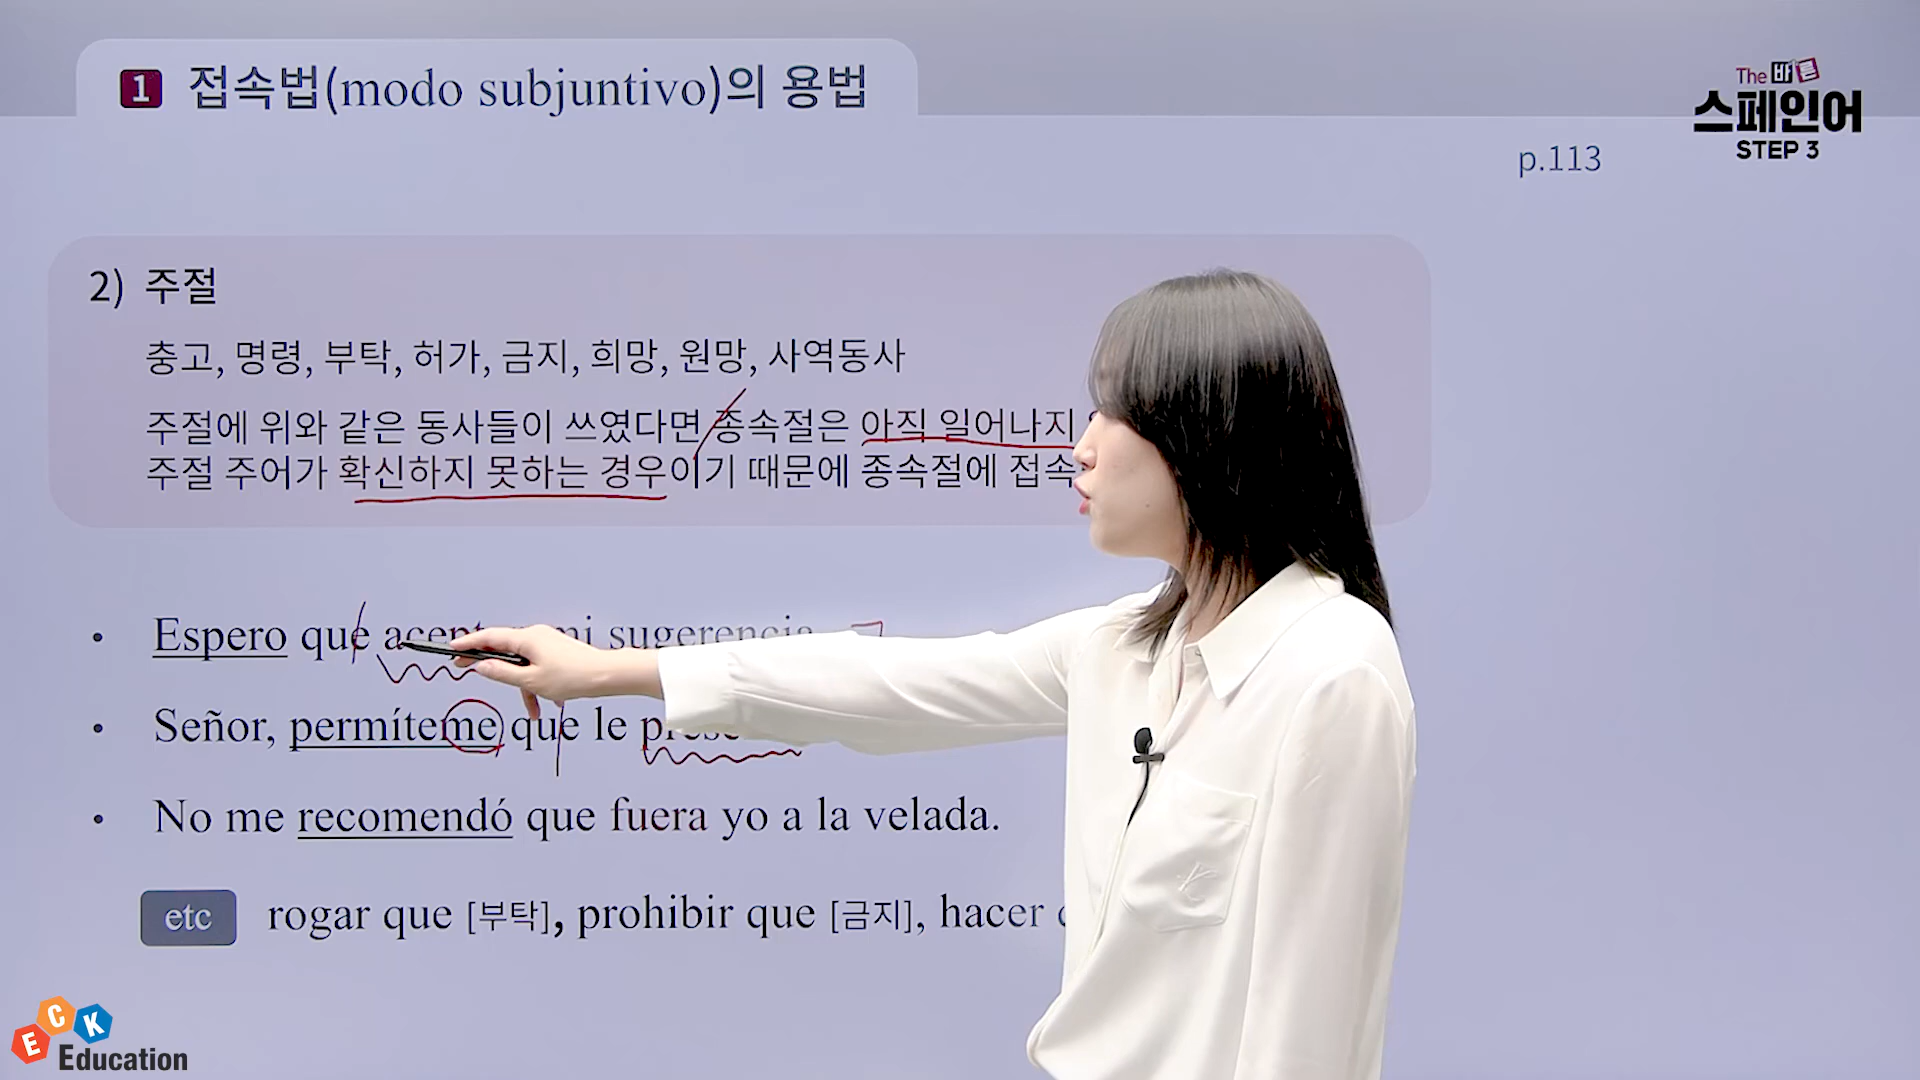 1 접속법(modo subjuntivo)의 용법
The 바른
스페인어
STEP 3
p.113
2) 주절
충고, 명령, 부탁, 허가, 금지, 희망, 원망, 사역동사
주절에 위와 같은 동사들이 쓰였다면 종속절은 아직 일어나지
주절 주어가 확신하지 못하는 경우이기 때문에 종속절에 접속
• Espero que mi sugerencia
• Señor, permíteme que le
• No me recomendó que fuera yo a la velada.
etc rogar que [부탁], prohibir que [금지], hacer
ECK
Education